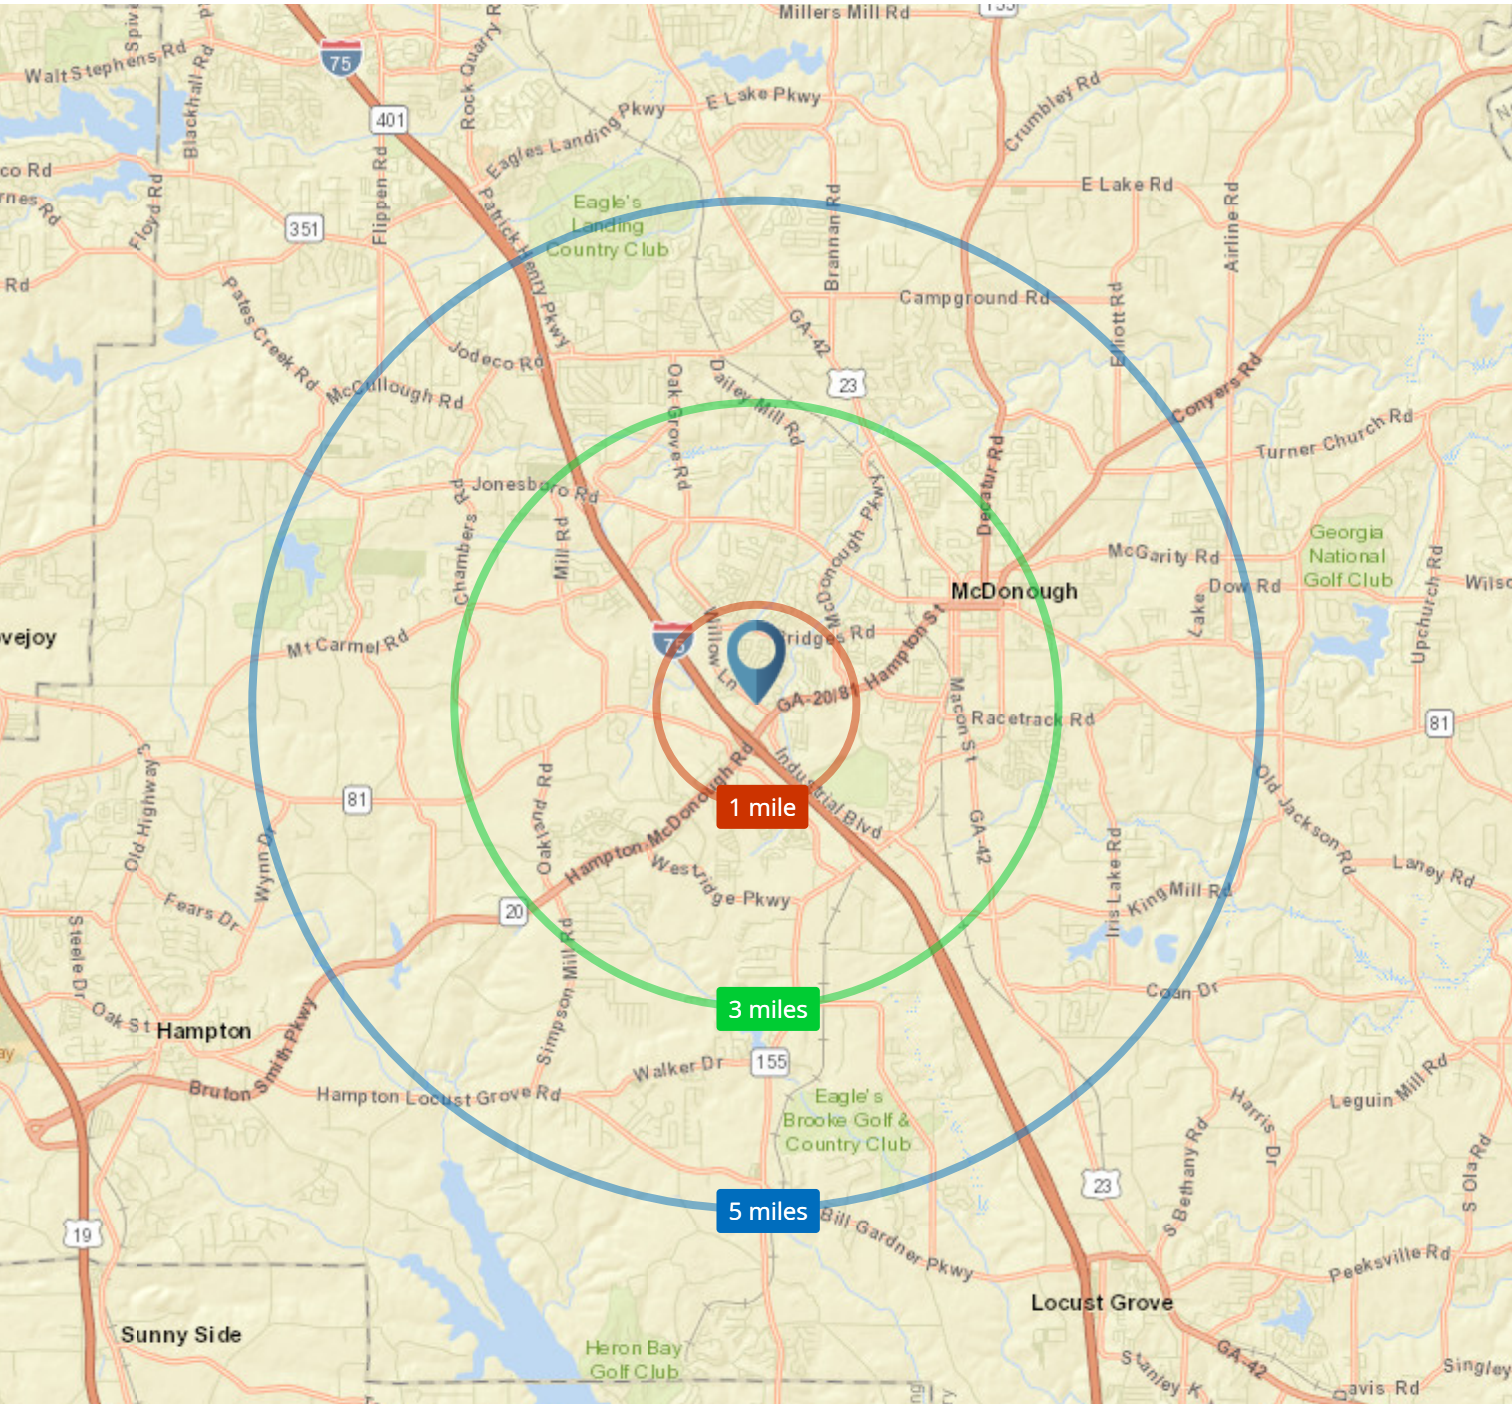 Millers Mill Rd
155
Walt Stephens Rd
Blackhall Rd
75
401
Rock Quarry R
Eagles Landing Pkwy
E Lake Pkwy
Crumbley Rd
co Rd
rnes Rd
Floyd Rd
351
Flippen Rd
Patrick Henry Pkwy
Eagle's
Landing
Country Club
Brannan Rd
E Lake Rd
Airline Rd
Rd
Pates Creek Rd
Campground Rd
Elliott Rd
GA-42
Jodeco Rd
McCullough Rd
Oak Grove Rd
Dailey Mill Rd
23
Conyers Rd
Turner Church Rd
Jonesboro Rd
Chambers Rd
Mill Rd
McDonough Pkwy
Decatur Rd
McGarity Rd
Georgia
National
Golf Club
Upchurch Rd
McDonough
Dow Rd
Lake
Wilso
vejoy
Mt Carmel Rd
75
Willow Ln
Bridges Rd
GA-20/81 Hampton St
Macon St
Racetrack Rd
81
Old Highway 3
81
Oakland Rd
Hampton McDonough Rd
Industrial Blvd
1 mile
GA-42
Old Jackson Rd
Wynn Dr
Westridge Pkwy
Iris Lake Rd
King Mill Rd
Laney Rd
Fears Dr
20
Steele Dr
Simpson Mill Rd
3 miles
Coan Dr
Oak St
Hampton
ay
Bruton Smith Pkwy
Walker Dr
155
Hampton Locust Grove Rd
Eagle's
Brooke Golf &
Country Club
Leguin Mill Rd
Harris Dr
23
S Bethany Rd
S Ola Rd
5 miles
Bill Gardner Pkwy
19
Peeksville Rd
Locust Grove
Sunny Side
Heron Bay
Golf Club
GA-42
Stanley K
Singley
Davis Rd